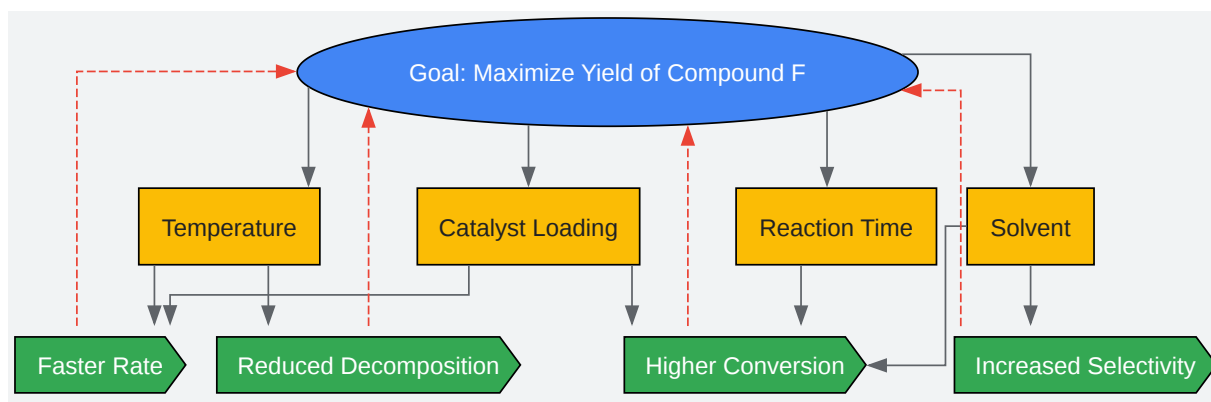 Goal: Maximize Yield of Compound F
Temperature
Catalyst Loading
Reaction Time
Solvent
Faster Rate
Reduced Decomposition
Higher Conversion
Increased Selectivity